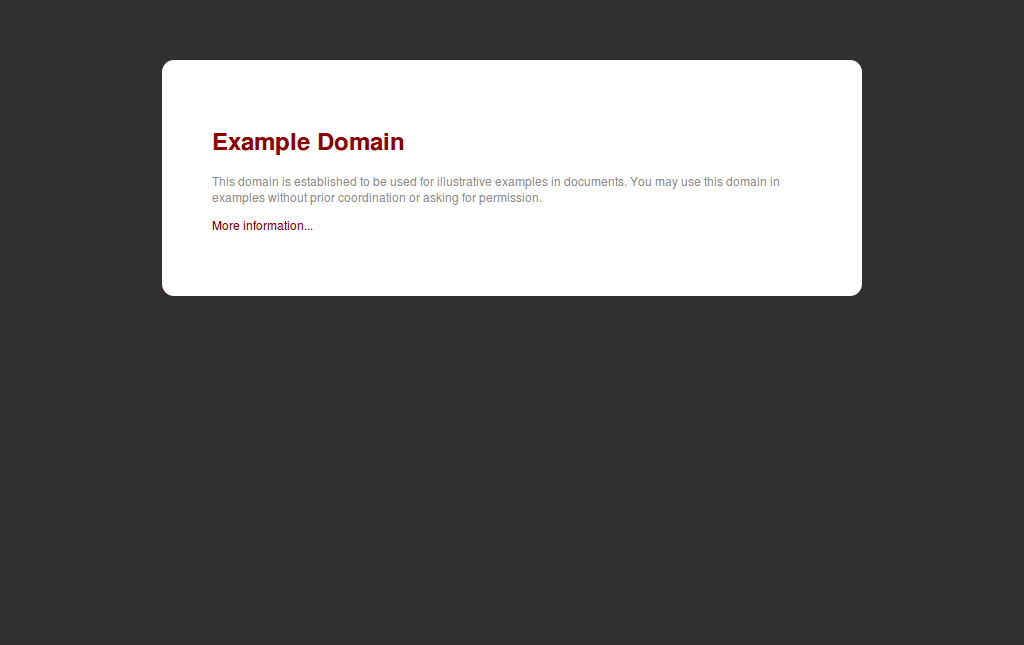 Example Domain
This domain is established to be used for illustrative examples in documents. You may use this domain in
examples without prior coordination or asking for permission.
More information...